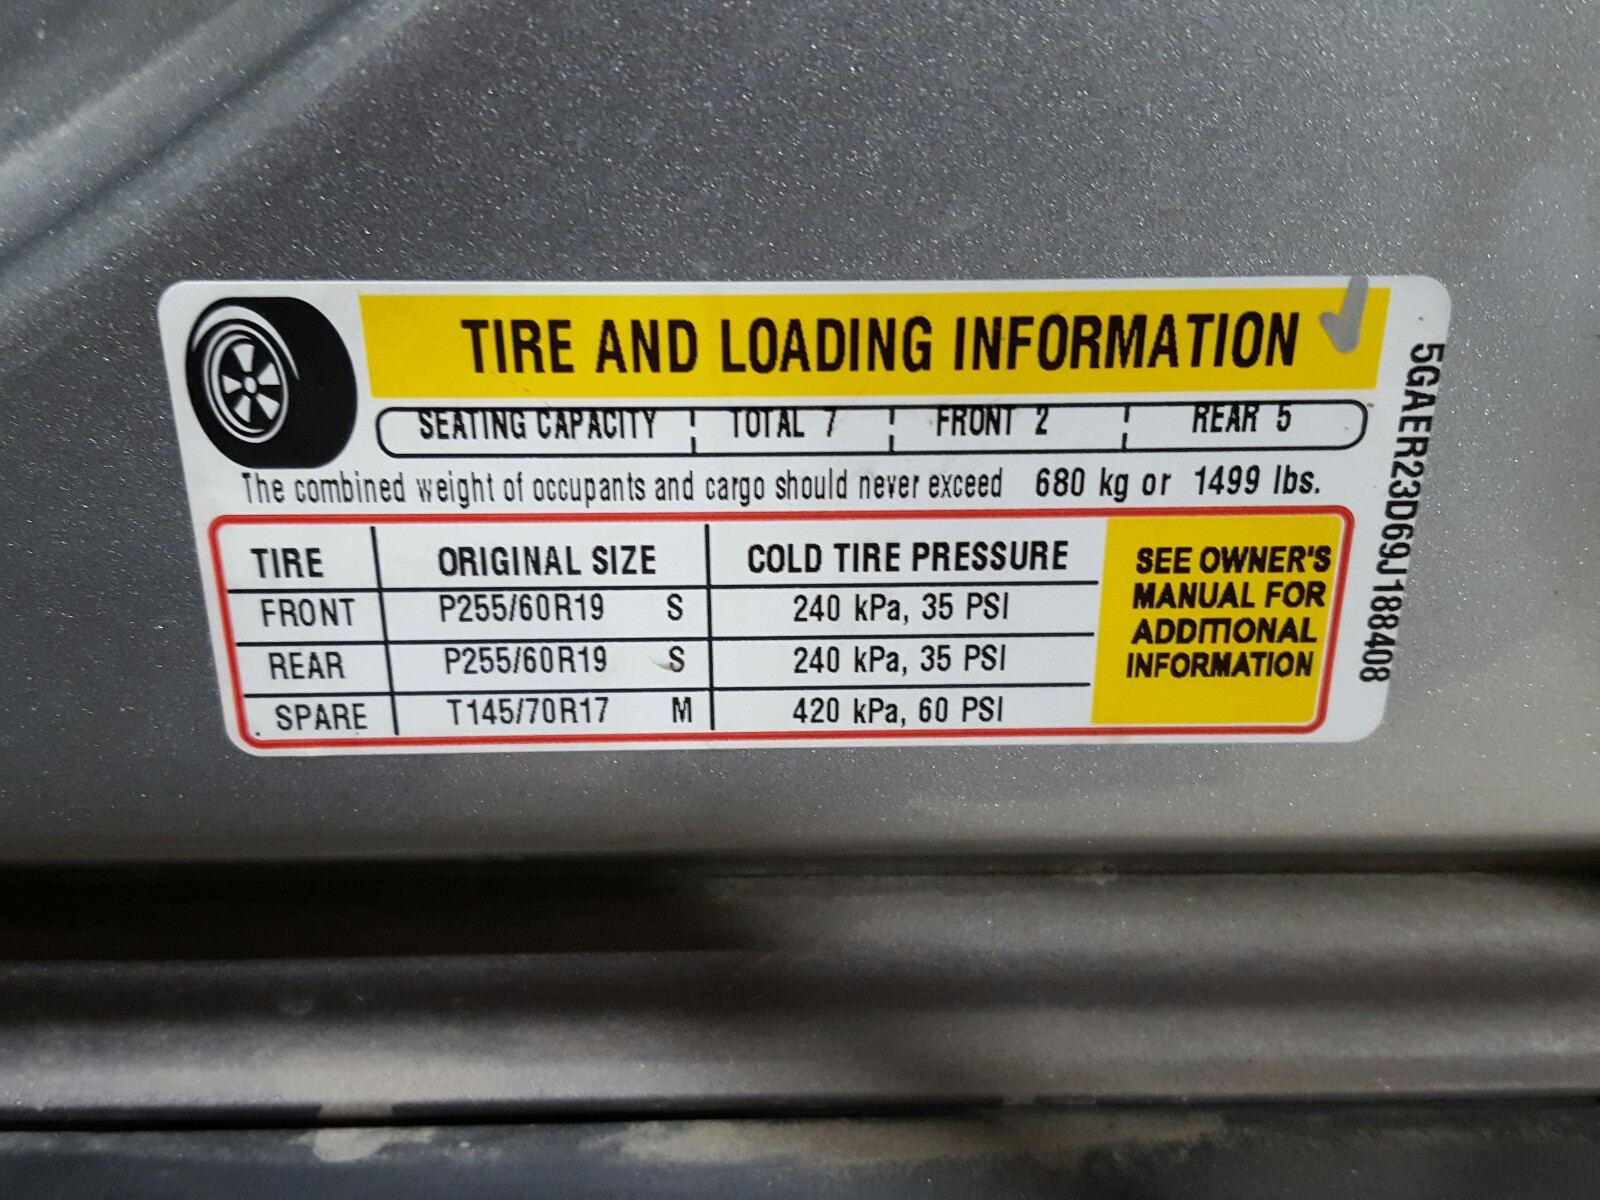 TIRE AND LOADING INFORMATION
SEATING CAPACITY TOTAL 7 FRONT 2 REAR 5
The combined weight of occupants and cargo should never exceed 680 kg or 1499 lbs.
TIRE ORIGINAL SIZE COLD TIRE PRESSURE
FRONT P255/60R19 S 240 kPa, 35 PSI
REAR P255/60R19 S 240 kPa, 35 PSI
SPARE T145/70R17 M 420 kPa, 60 PSI
SEE OWNER'S
MANUAL FOR
ADDITIONAL
INFORMATION
5GAER23D69J188408